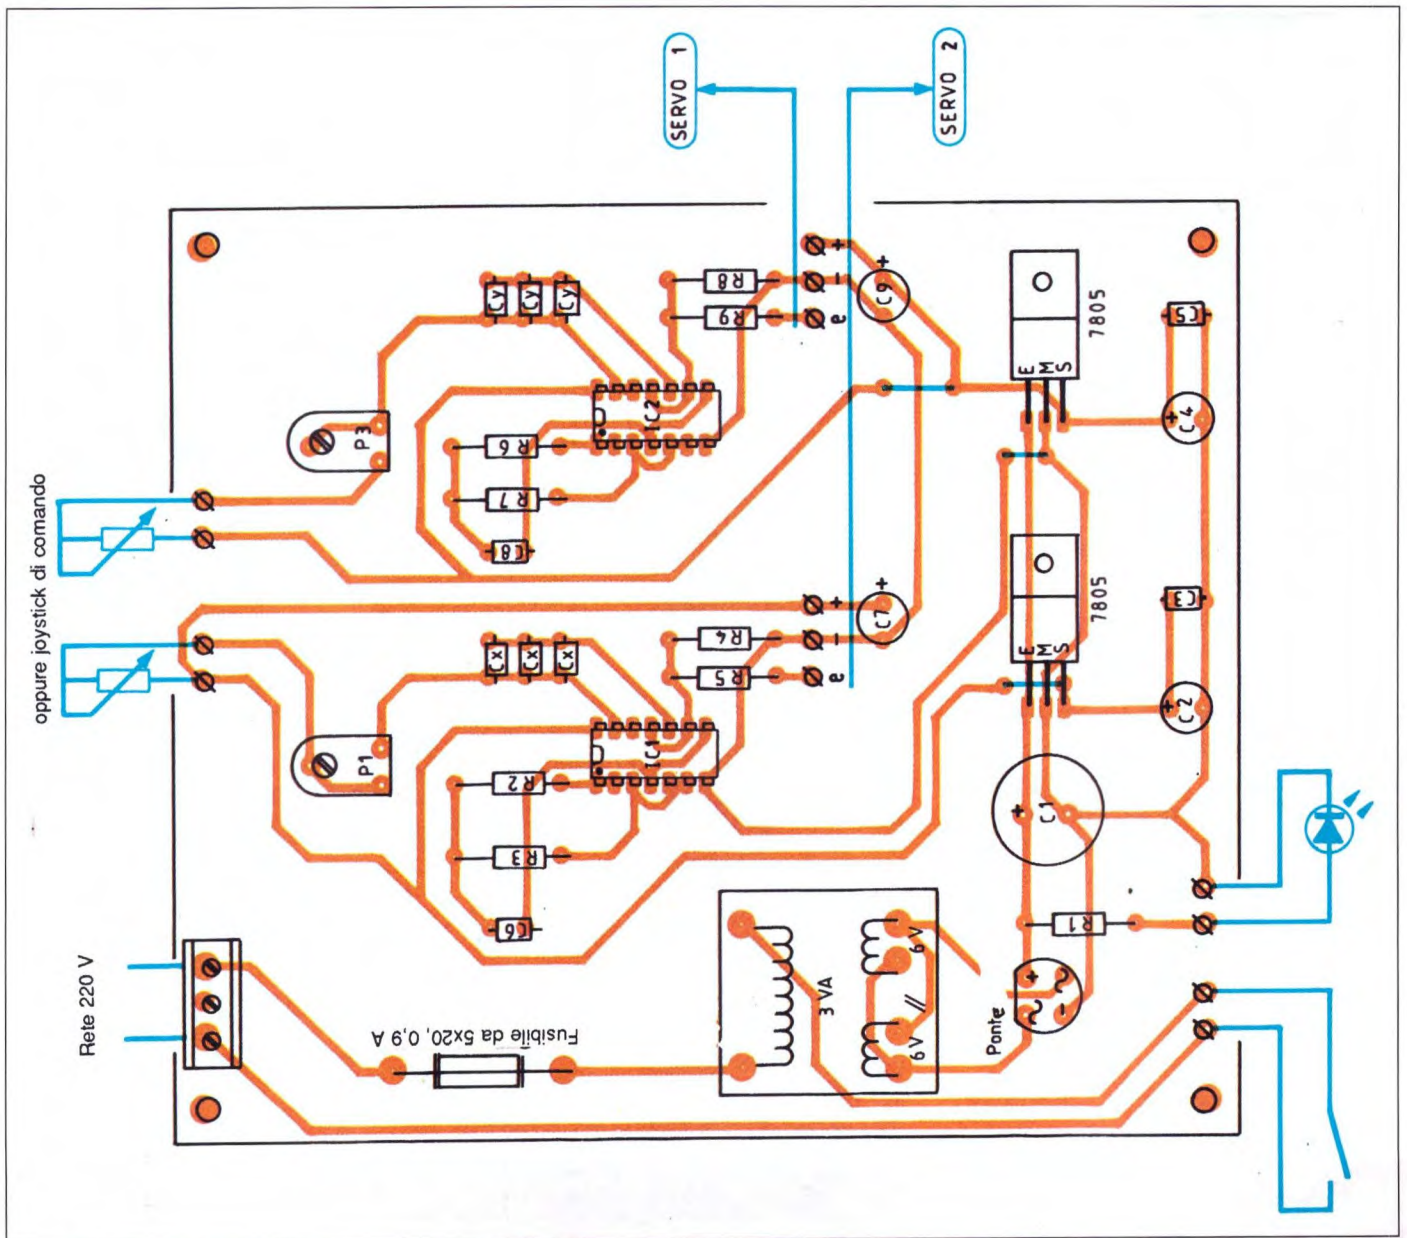 SERVO 1
SERVO 2
oppure joystick di comando
P3
Cy
Cy
Cy
R8
R9
+
-
e
+
C9
IC2
R6
R7
C8
E
M
S
7805
C5
+
C4
P1
Cx
Cx
Cx
R4
R5
+
-
e
+
C7
IC1
R2
R3
C6
E
M
S
7805
C3
+
C2
+
C1
R1
Rete 220 V
Fusibile da 5x20, 0,9 A
3 VA
6 V
//
6 V
Ponte
+
~
~
-